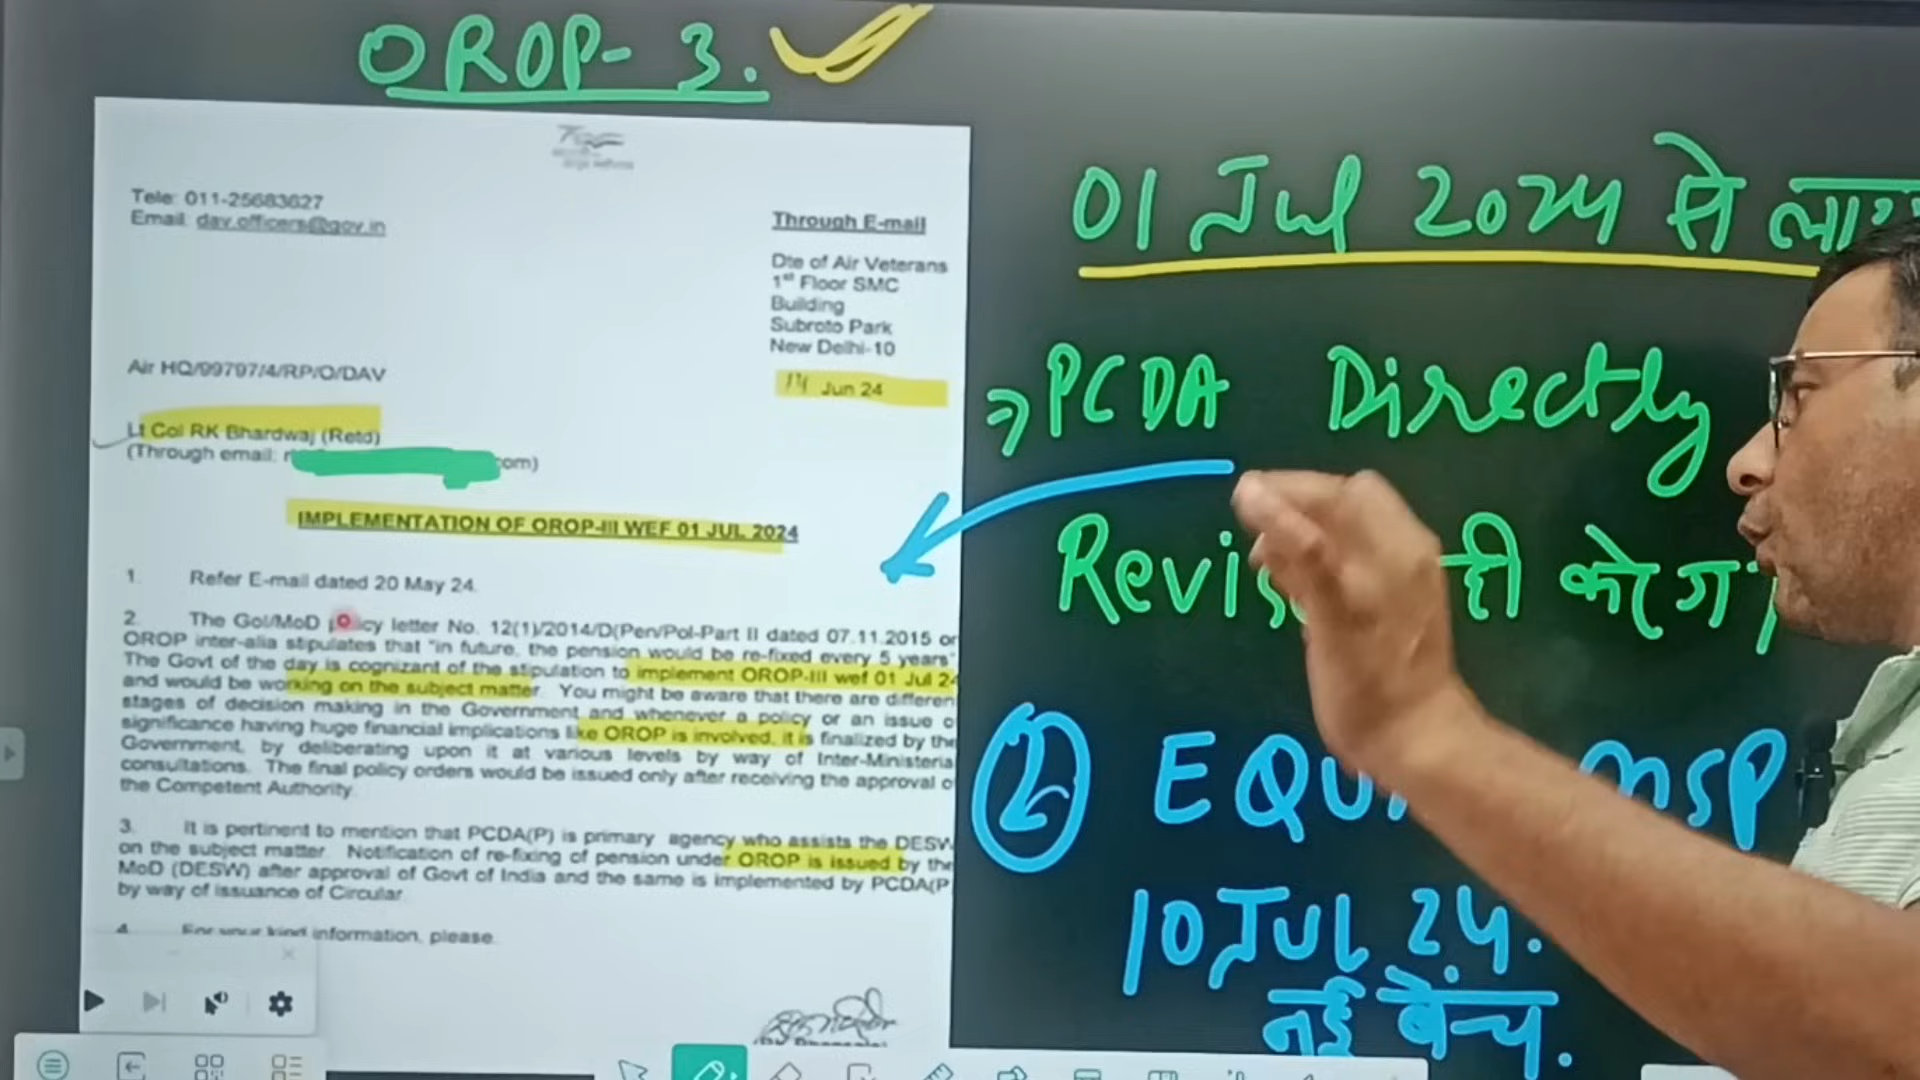 OROP- 3.
Tele: 011-25683627
Email: dav.officers@gov.in
Through E-mail
Dte of Air Veterans
1st Floor SMC
Building
Subroto Park
New Delhi-10
14 Jun 24
Air HQ/99797/4/RP/O/DAV
Lt Col RK Bhardwaj (Retd)
(Through email: r com)
IMPLEMENTATION OF OROP-III WEF 01 JUL 2024
1. Refer E-mail dated 20 May 24.
2. The GoI/MoD policy letter No. 12(1)/2014/D(Pen/Pol-Part II dated 07.11.2015 on
OROP inter-alia stipulates that "in future, the pension would be re-fixed every 5 years"
The Govt of the day is cognizant of the stipulation to implement OROP-III wef 01 Jul 24
and would be working on the subject matter. You might be aware that there are differen
stages of decision making in the Government and whenever a policy or an issue o
significance having huge financial implications like OROP is involved, it is finalized by the
Government, by deliberating upon it at various levels by way of Inter-Ministeria
consultations. The final policy orders would be issued only after receiving the approval o
the Competent Authority.
3. It is pertinent to mention that PCDA(P) is primary agency who assists the DESW
on the subject matter. Notification of re-fixing of pension under OROP is issued by the
MoD (DESW) after approval of Govt of India and the same is implemented by PCDA(P
by way of issuance of Circular.
4. For your kind information, please.
01 Jul 2024 से
PCDA Directly
Revis
2 EQU MSP
10 JUL 24.
नई बेंच.